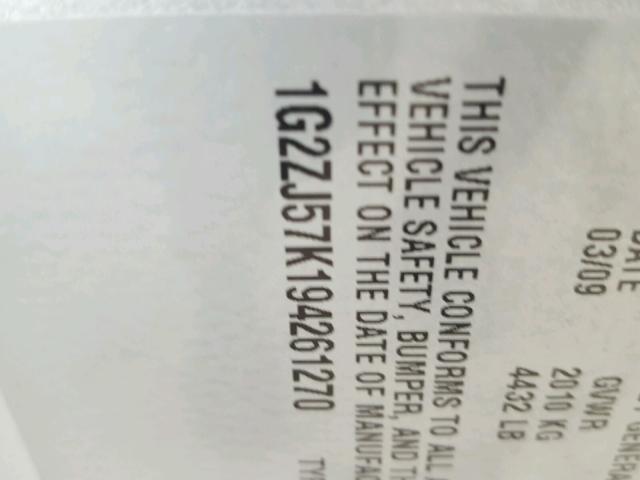 GENERA
DATE GVWR
03/09 2010 KG
4432 LB
THIS VEHICLE CONFORMS TO ALL
VEHICLE SAFETY, BUMPER, AND
EFFECT ON THE DATE OF MANUFAC
1G2ZJ57K194261270